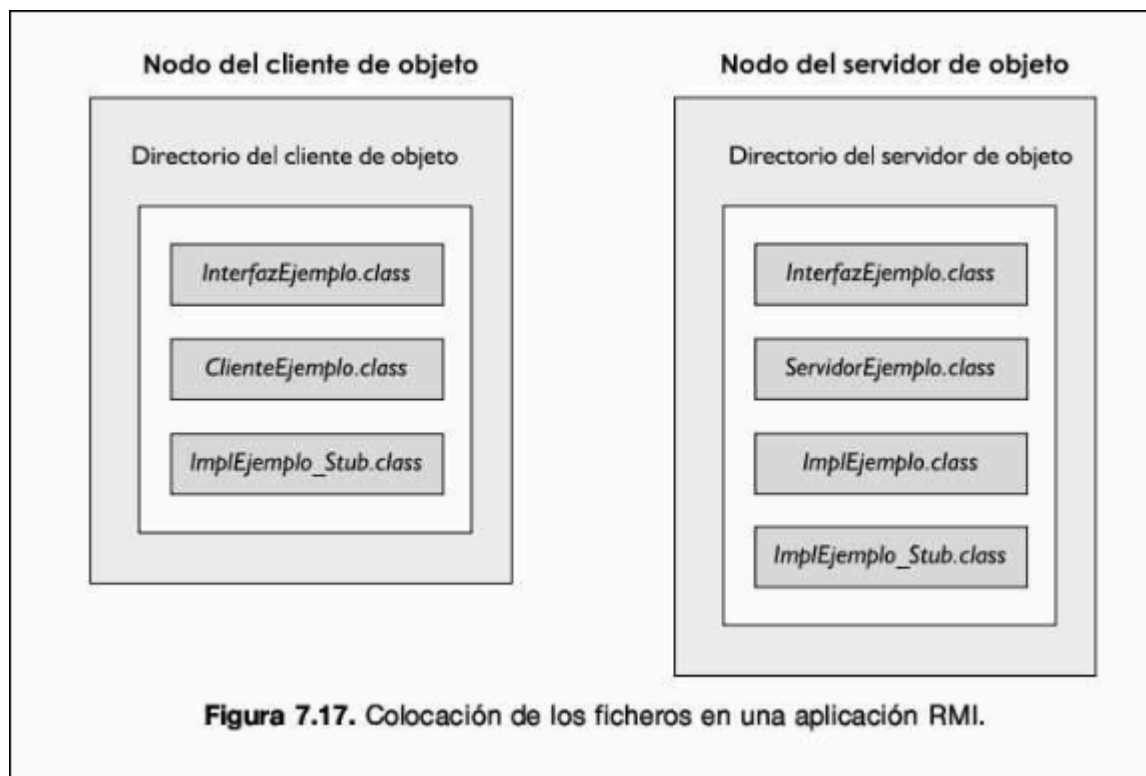 Nodo del cliente de objeto
Directorio del cliente de objeto
InterfazEjemplo.class
ClienteEjemplo.class
ImplEjemplo_Stub.class
Nodo del servidor de objeto
Directorio del servidor de objeto
InterfazEjemplo.class
ServidorEjemplo.class
ImplEjemplo.class
ImplEjemplo_Stub.class
Figura 7.17. Colocación de los ficheros en una aplicación RMI.